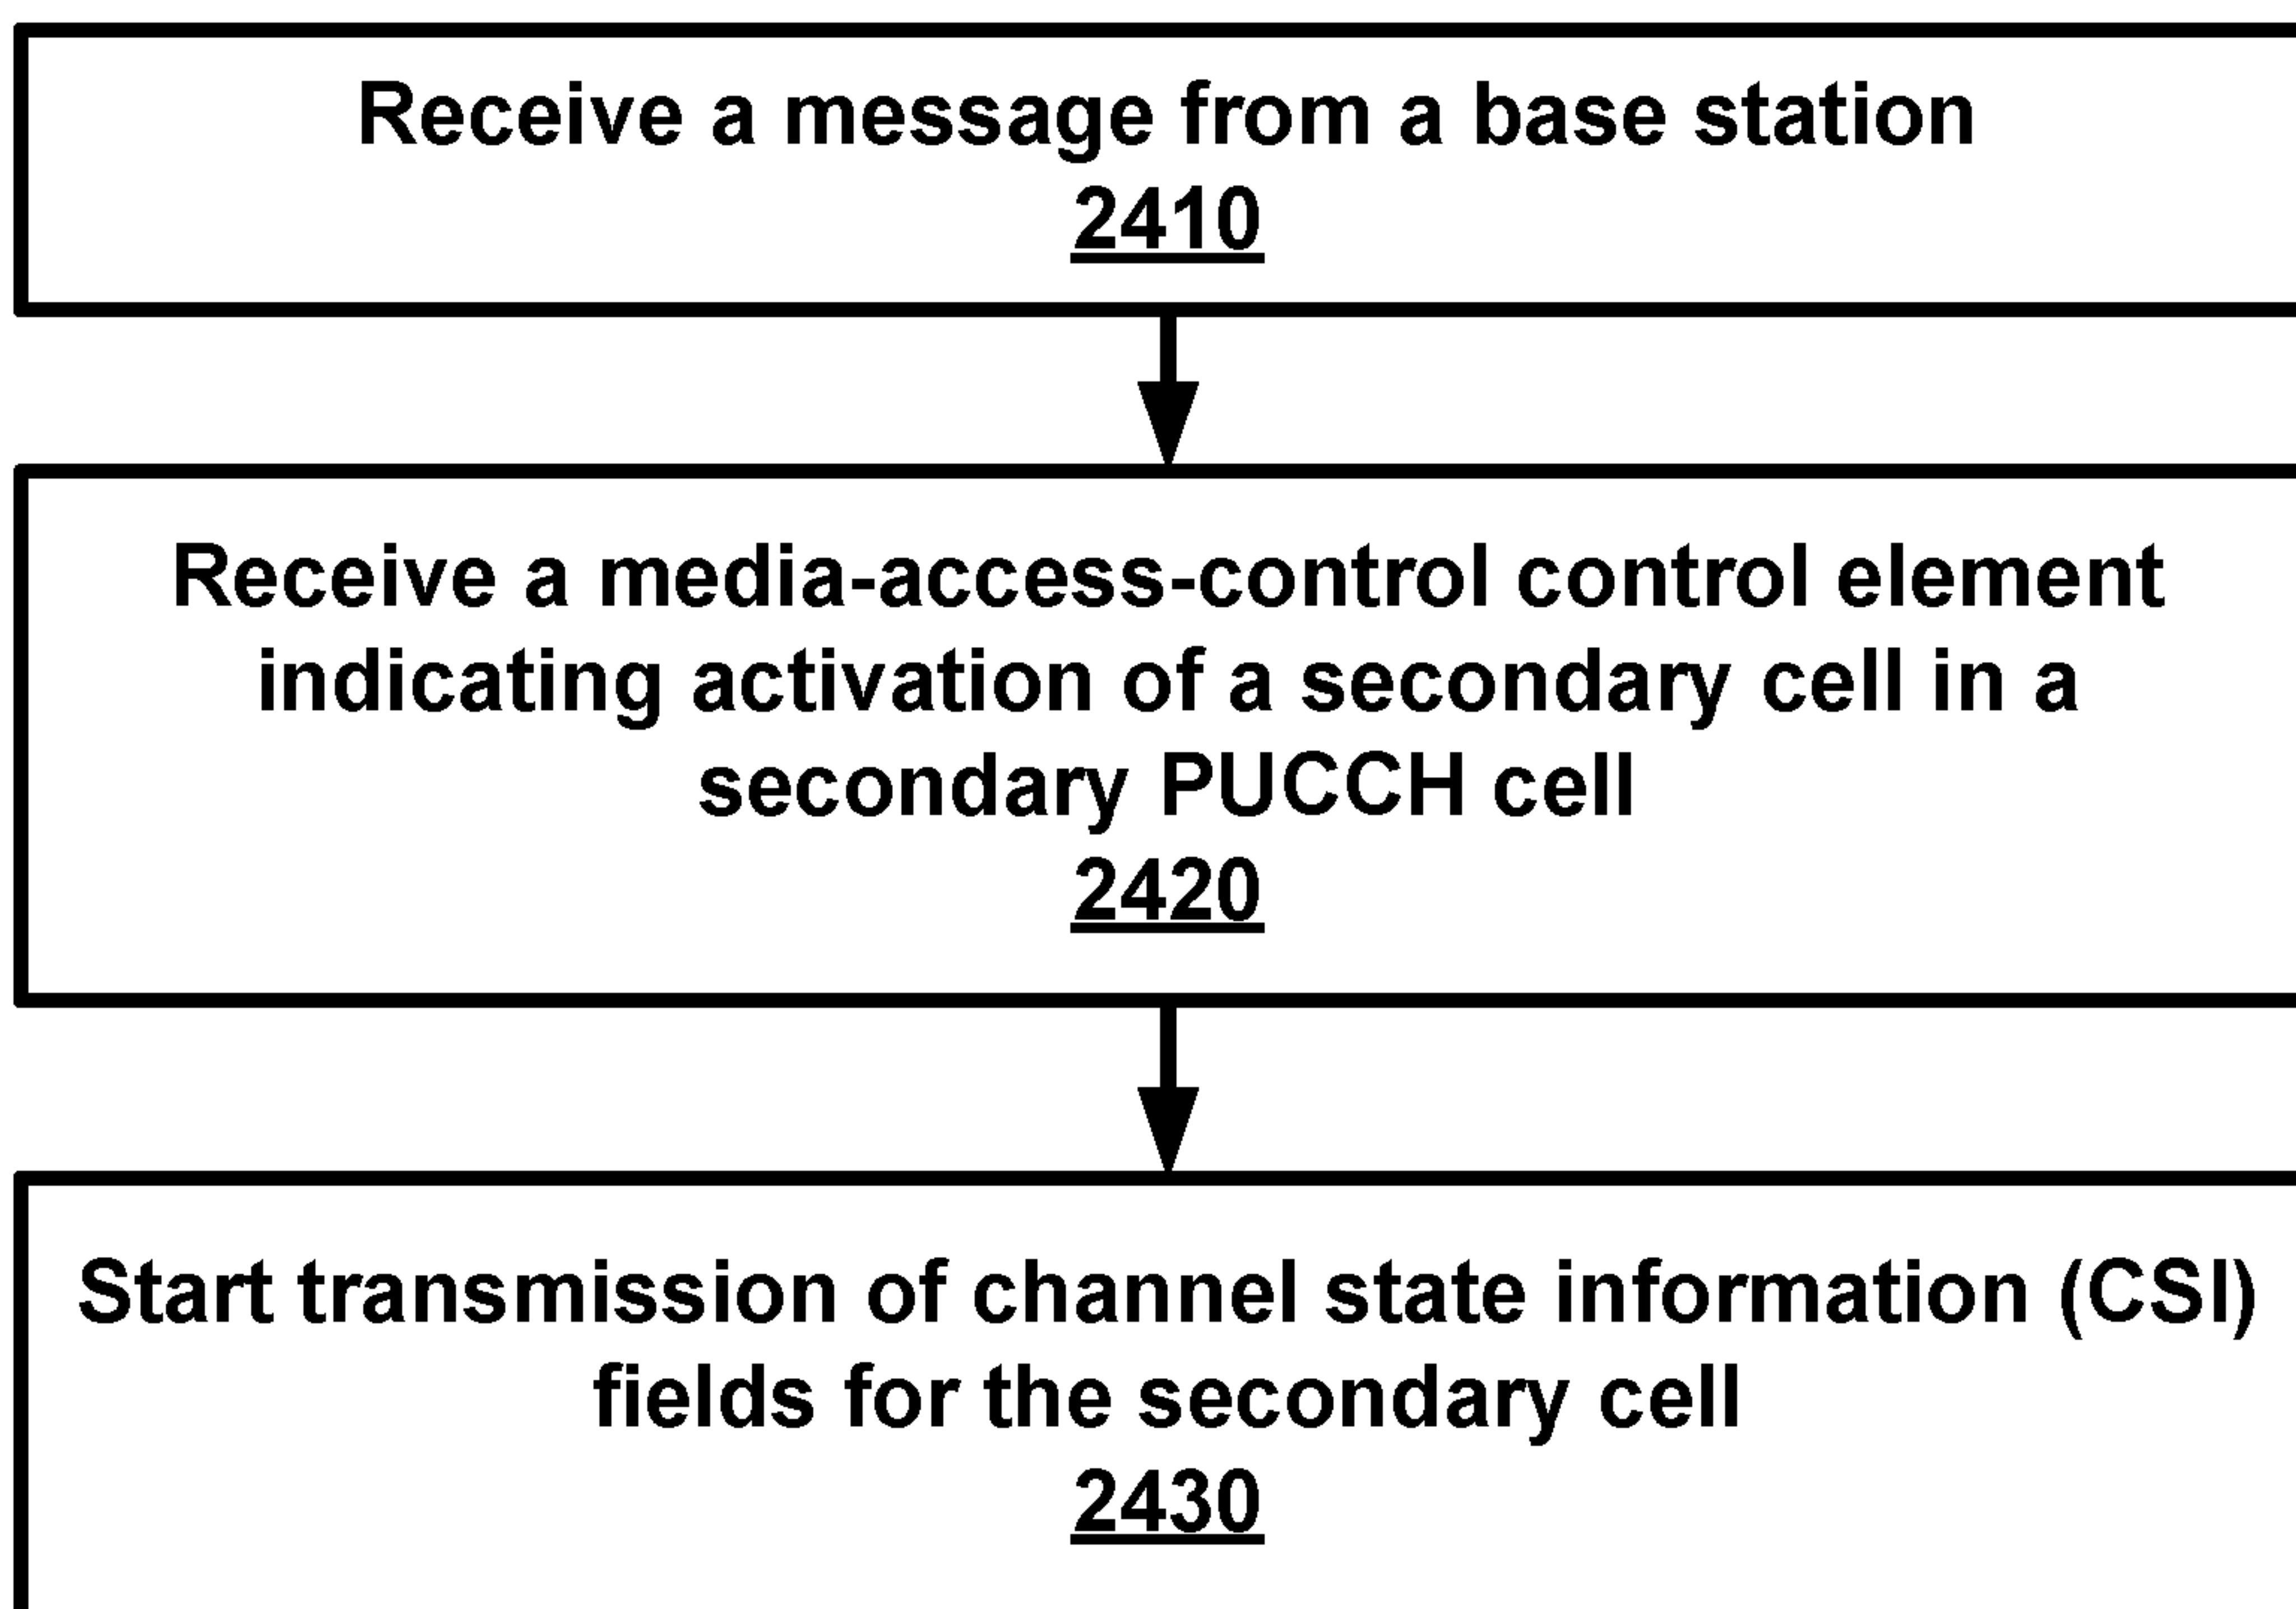 Receive a message from a base station
2410
Receive a media-access-control control element
indicating activation of a secondary cell in a
secondary PUCCH cell
2420
Start transmission of channel state information (CSI)
fields for the secondary cell
2430